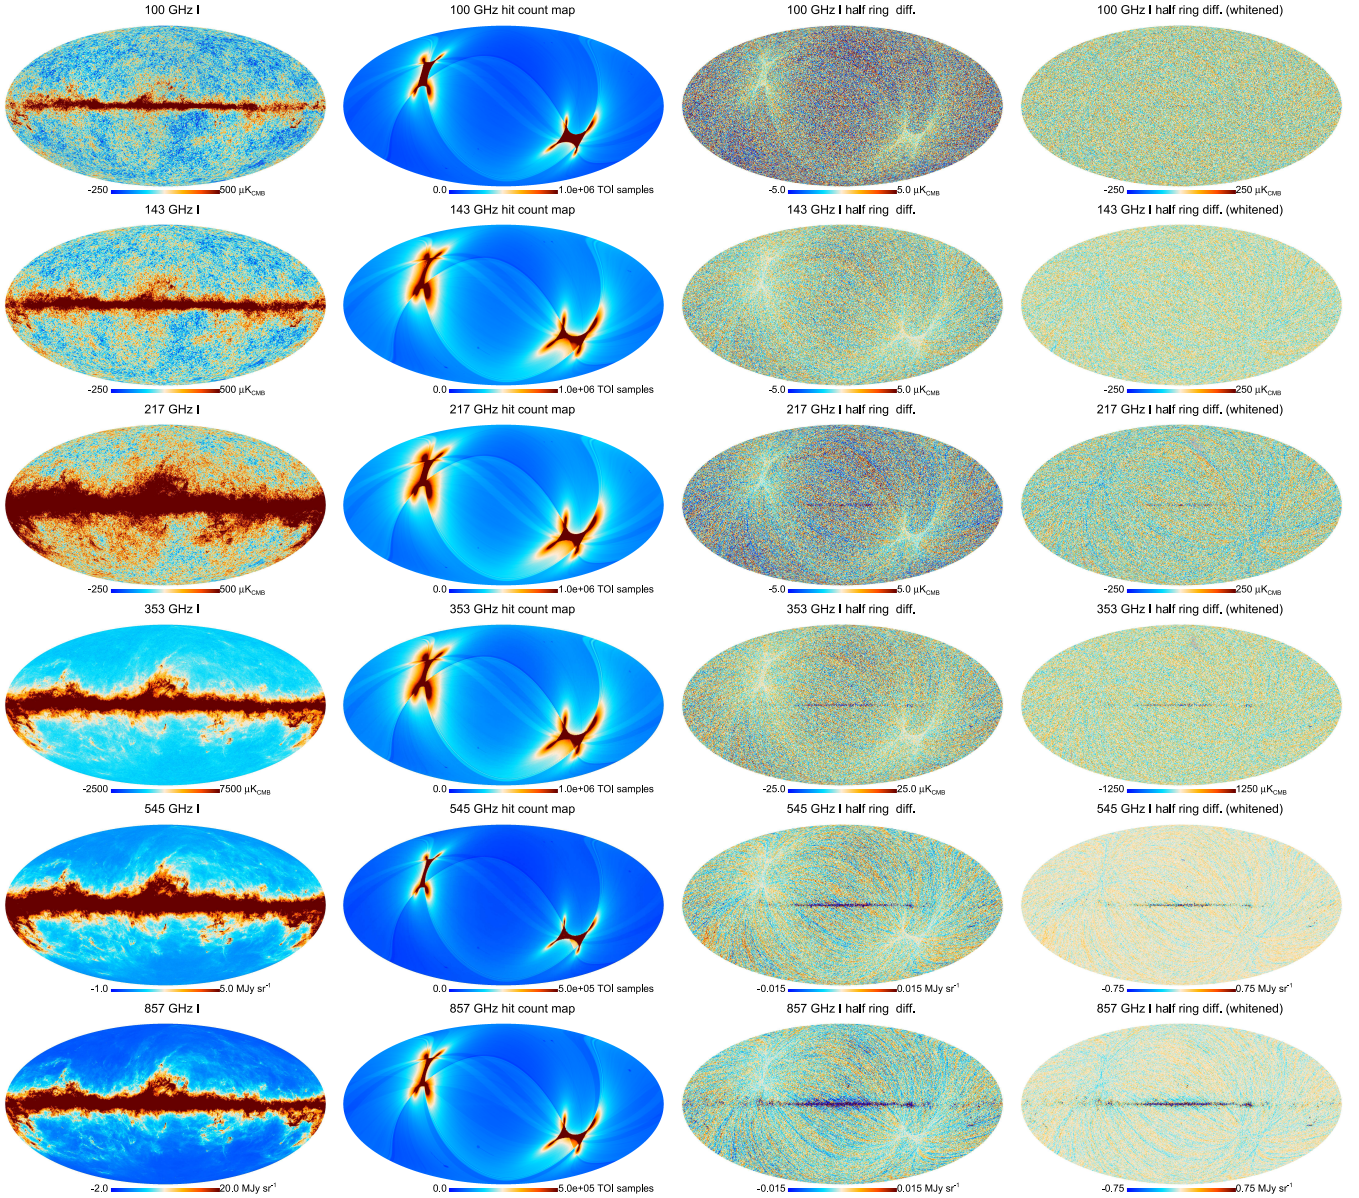 100 GHz I 100 GHz hit count map 100 GHz I half ring diff. 100 GHz I half ring diff. (whitened)
-250 500 μK_CMB 0.0 1.0e+06 TOI samples -5.0 5.0 μK_CMB -250 250 μK_CMB
143 GHz I 143 GHz hit count map 143 GHz I half ring diff. 143 GHz I half ring diff. (whitened)
-250 500 μK_CMB 0.0 1.0e+06 TOI samples -5.0 5.0 μK_CMB -250 250 μK_CMB
217 GHz I 217 GHz hit count map 217 GHz I half ring diff. 217 GHz I half ring diff. (whitened)
-250 500 μK_CMB 0.0 1.0e+06 TOI samples -5.0 5.0 μK_CMB -250 250 μK_CMB
353 GHz I 353 GHz hit count map 353 GHz I half ring diff. 353 GHz I half ring diff. (whitened)
-2500 7500 μK_CMB 0.0 1.0e+06 TOI samples -25.0 25.0 μK_CMB -1250 1250 μK_CMB
545 GHz I 545 GHz hit count map 545 GHz I half ring diff. 545 GHz I half ring diff. (whitened)
-1.0 5.0 MJy sr⁻¹ 0.0 5.0e+05 TOI samples -0.015 0.015 MJy sr⁻¹ -0.75 0.75 MJy sr⁻¹
857 GHz I 857 GHz hit count map 857 GHz I half ring diff. 857 GHz I half ring diff. (whitened)
-2.0 20.0 MJy sr⁻¹ 0.0 5.0e+05 TOI samples -0.015 0.015 MJy sr⁻¹ -0.75 0.75 MJy sr⁻¹